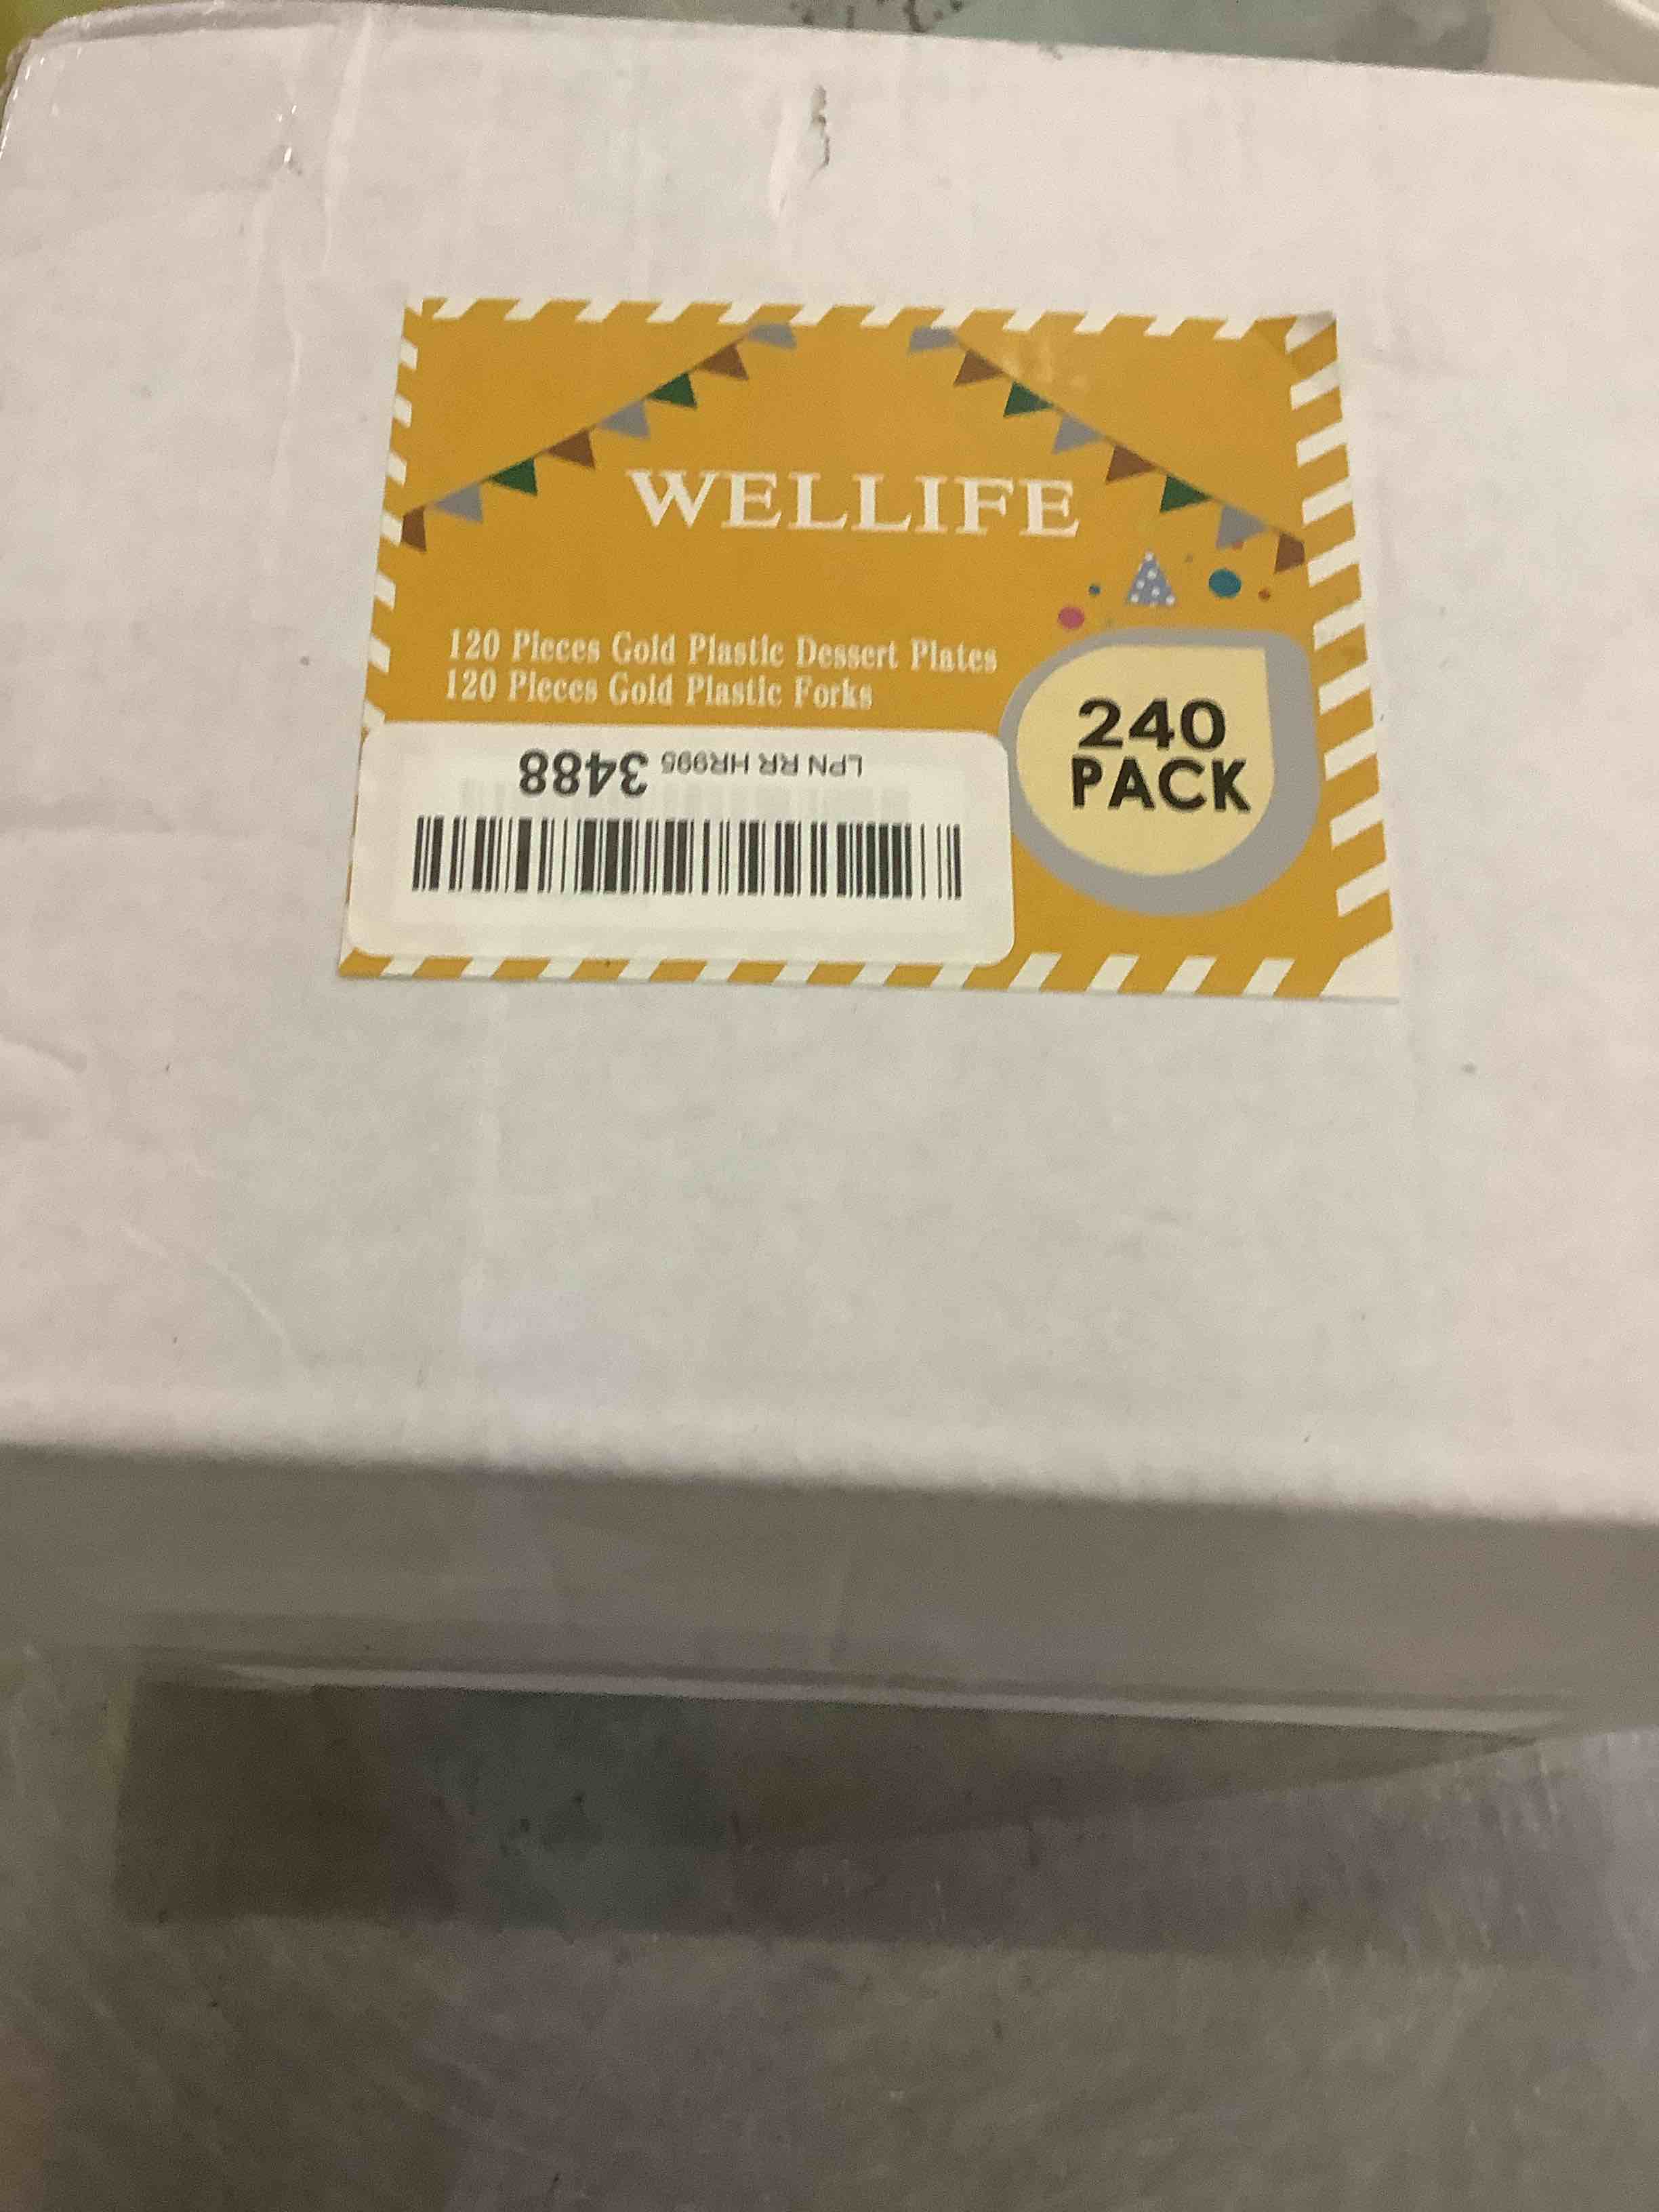 WELLIFE
120 Pieces Gold Plastic Dessert Plates
120 Pieces Gold Plastic Forks
240
PACK
LPN RR HR995 3488